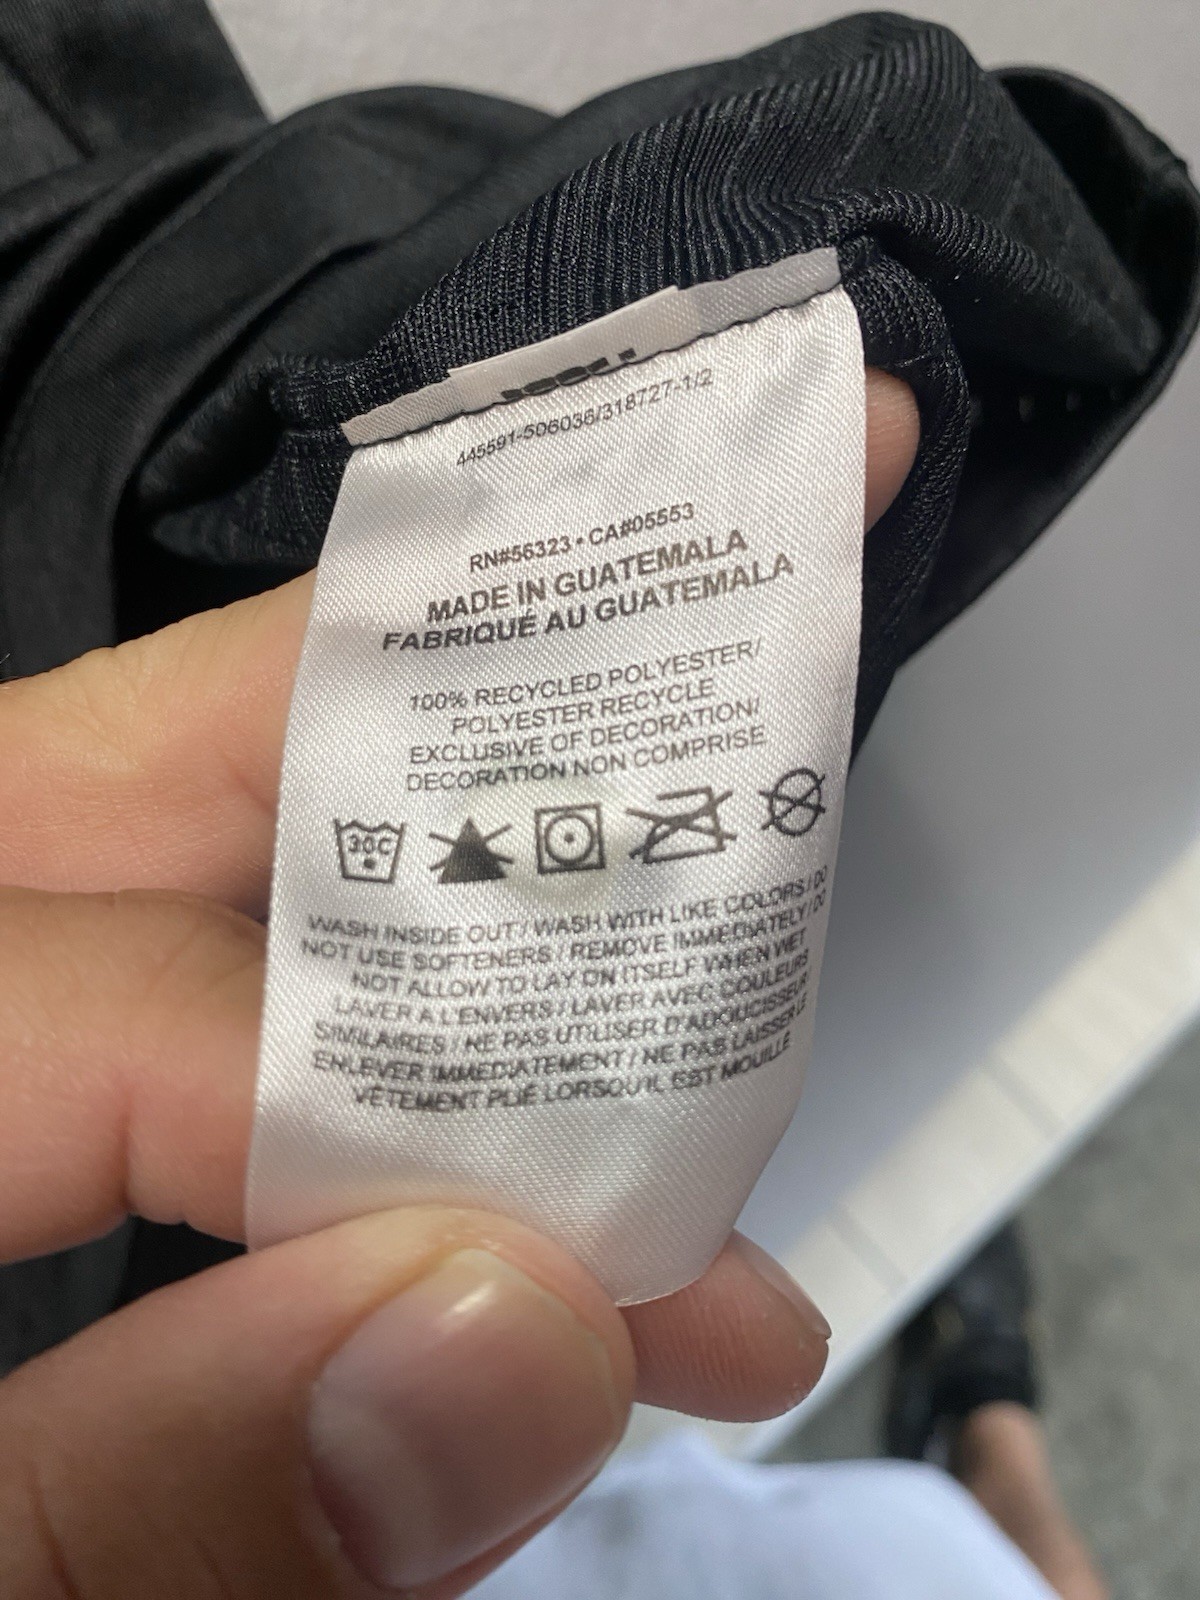 445591-506036/318727-1/2
RN#56323 • CA#05553
MADE IN GUATEMALA
FABRIQUÉ AU GUATEMALA
100% RECYCLED POLYESTER/
POLYESTER RECYCLE
EXCLUSIVE OF DECORATION/
DECORATION NON COMPRISE
30C
WASH INSIDE OUT / WASH WITH LIKE COLORS / DO
NOT USE SOFTENERS / REMOVE IMMEDIATELY / DO
NOT ALLOW TO LAY ON ITSELF WHEN WET
LAVER A L'ENVERS / LAVER AVEC COULEURS
SIMILAIRES / NE PAS UTILISER D'ADOUCISSEUR
ENLEVER IMMEDIATEMENT / NE PAS LAISSER LE
VÊTEMENT PLIÉ LORSQU'IL EST MOUILLÉ